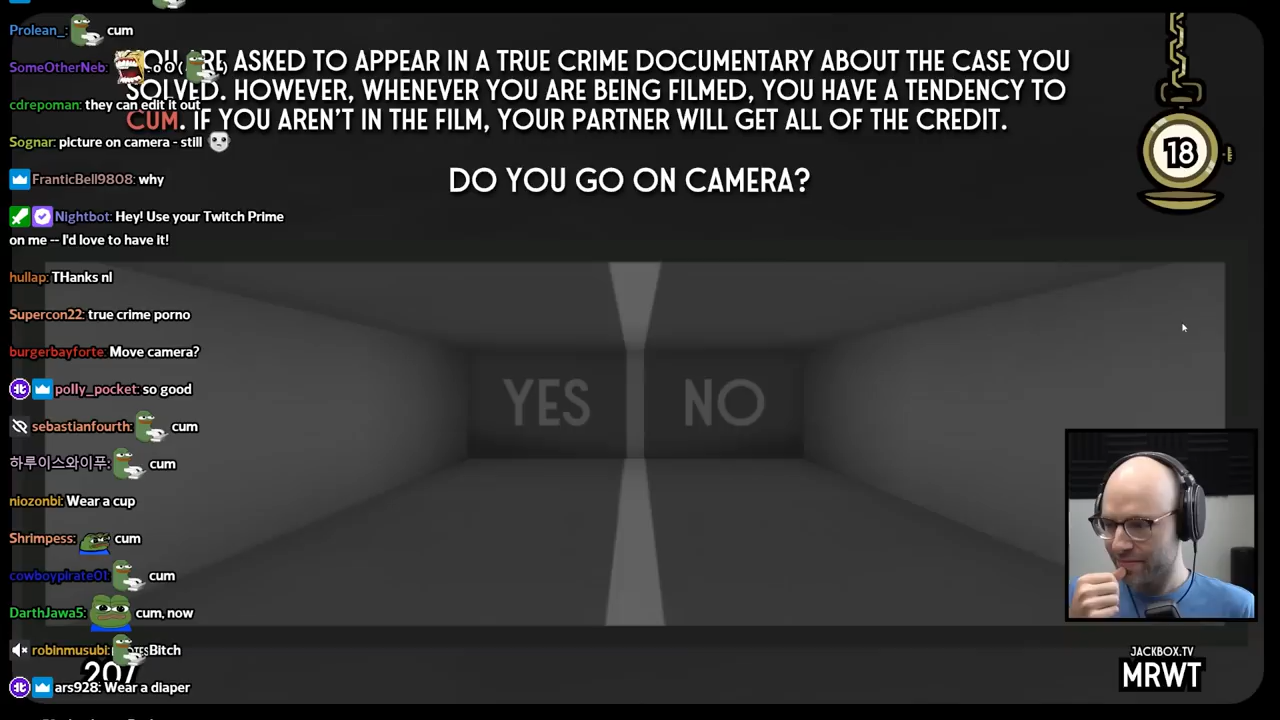 Prolean_: cum
SomeOtherNeb:
YOU ARE ASKED TO APPEAR IN A TRUE CRIME DOCUMENTARY ABOUT THE CASE YOU
SOLVED. HOWEVER, WHENEVER YOU ARE BEING FILMED, YOU HAVE A TENDENCY TO
CUM. IF YOU AREN'T IN THE FILM, YOUR PARTNER WILL GET ALL OF THE CREDIT.
DO YOU GO ON CAMERA?
18
cdrepoman: they can edit it out
Sognar: picture on camera - still
FranticBell9808: why
Nightbot: Hey! Use your Twitch Prime
on me -- I'd love to have it!
hullap: THanks nl
Supercon22: true crime porno
burgerbayforte: Move camera?
polly_pocket: so good
sebastianfourth: cum
하루이스와이푸: cum
niozonbi: Wear a cup
Shrimpess: cum
cowboypirate01: cum
DarthJawa5: cum, now
robinmusubi: Bitch
ars928: Wear a diaper
YES
NO
207
JACKBOX.TV
MRWT